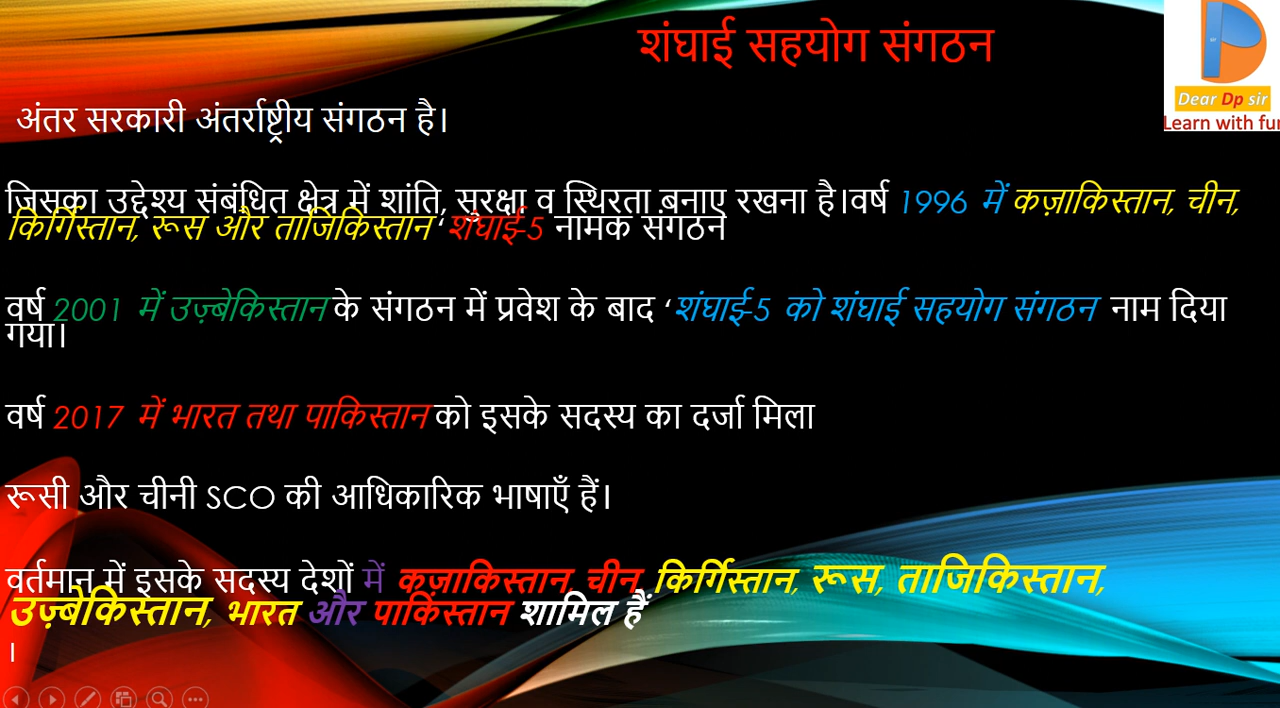 शंघाई सहयोग संगठन
Dear Dp sir
Learn with fun
अंतर सरकारी अंतर्राष्ट्रीय संगठन है।
जिसका उद्देश्य संबंधित क्षेत्र में शांति, सुरक्षा व स्थिरता बनाए रखना है।वर्ष 1996 में कज़ाकिस्तान, चीन,
किर्गिस्तान, रूस और ताजिकिस्तान ‘शंघाई-5 नामक संगठन
वर्ष 2001 में उज़्बेकिस्तान के संगठन में प्रवेश के बाद ‘शंघाई-5 को शंघाई सहयोग संगठन नाम दिया
गया।
वर्ष 2017 में भारत तथा पाकिस्तान को इसके सदस्य का दर्जा मिला
रूसी और चीनी SCO की आधिकारिक भाषाएँ हैं।
वर्तमान में इसके सदस्य देशों में कज़ाकिस्तान, चीन, किर्गिस्तान, रूस, ताजिकिस्तान,
उज़्बेकिस्तान, भारत और पाकिस्तान शामिल हैं
।